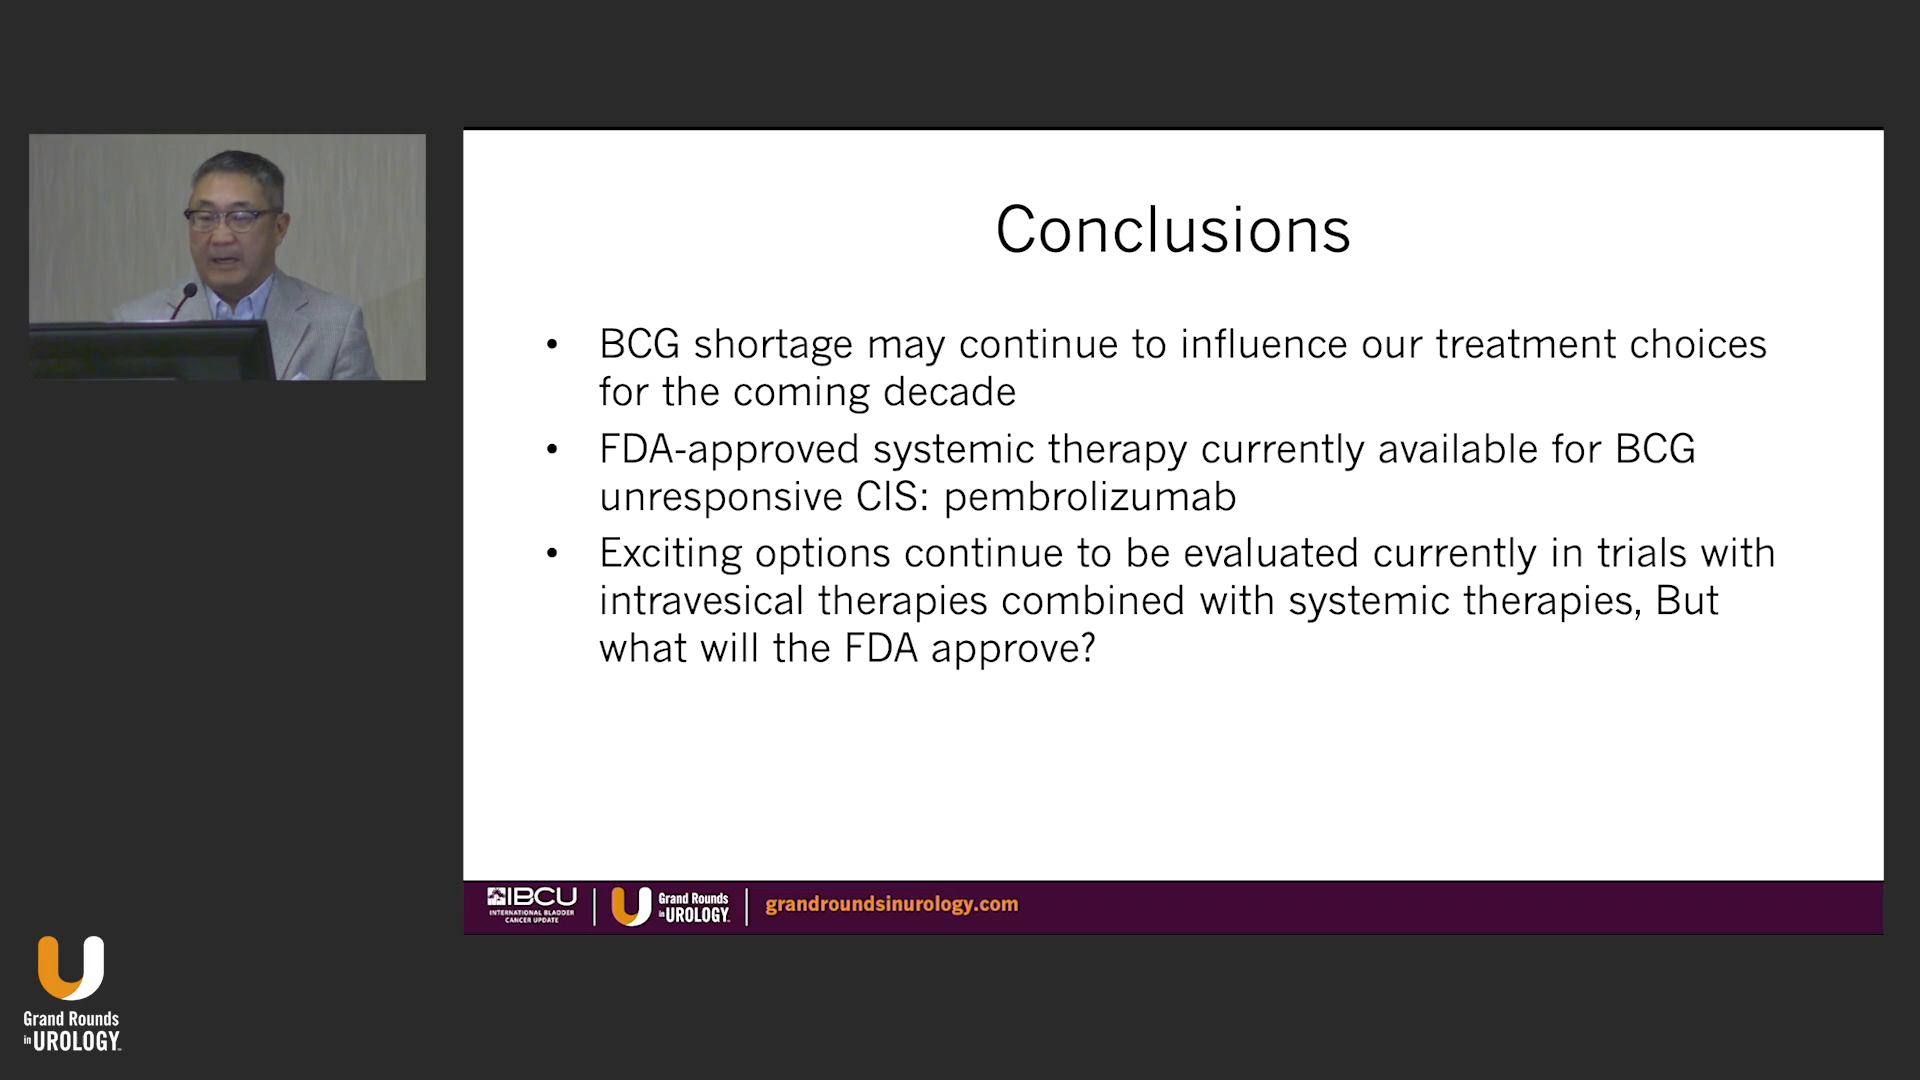 Conclusions
• BCG shortage may continue to influence our treatment choices
for the coming decade
• FDA-approved systemic therapy currently available for BCG
unresponsive CIS: pembrolizumab
• Exciting options continue to be evaluated currently in trials with
intravesical therapies combined with systemic therapies, But
what will the FDA approve?
IBCU
INTERNATIONAL BLADDER
CANCER UPDATE
Grand Rounds
in UROLOGY
grandroundsinurology.com
Grand Rounds
in UROLOGY